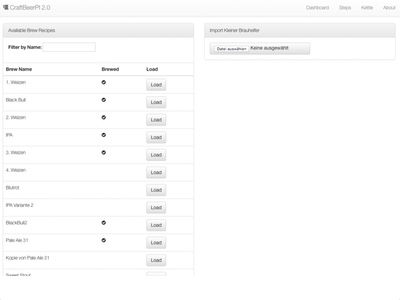 CraftBeerPI 2.0
Dashboard Steps Kettle About
Available Brew Recipes
Filter by Name:
Brew Name Brewed Load
1. Weizen Load
Black Bull Load
2. Weizen Load
IPA Load
3. Weizen Load
4. Weizen Load
Blutrot Load
IPA Variante 2 Load
BlackBull2 Load
Pale Ale 3.1 Load
Kopie von Pale Ale 3.1 Load
Sweet Stout
Import Kleiner Brauhelfer
Datei auswählen Keine ausgewählt